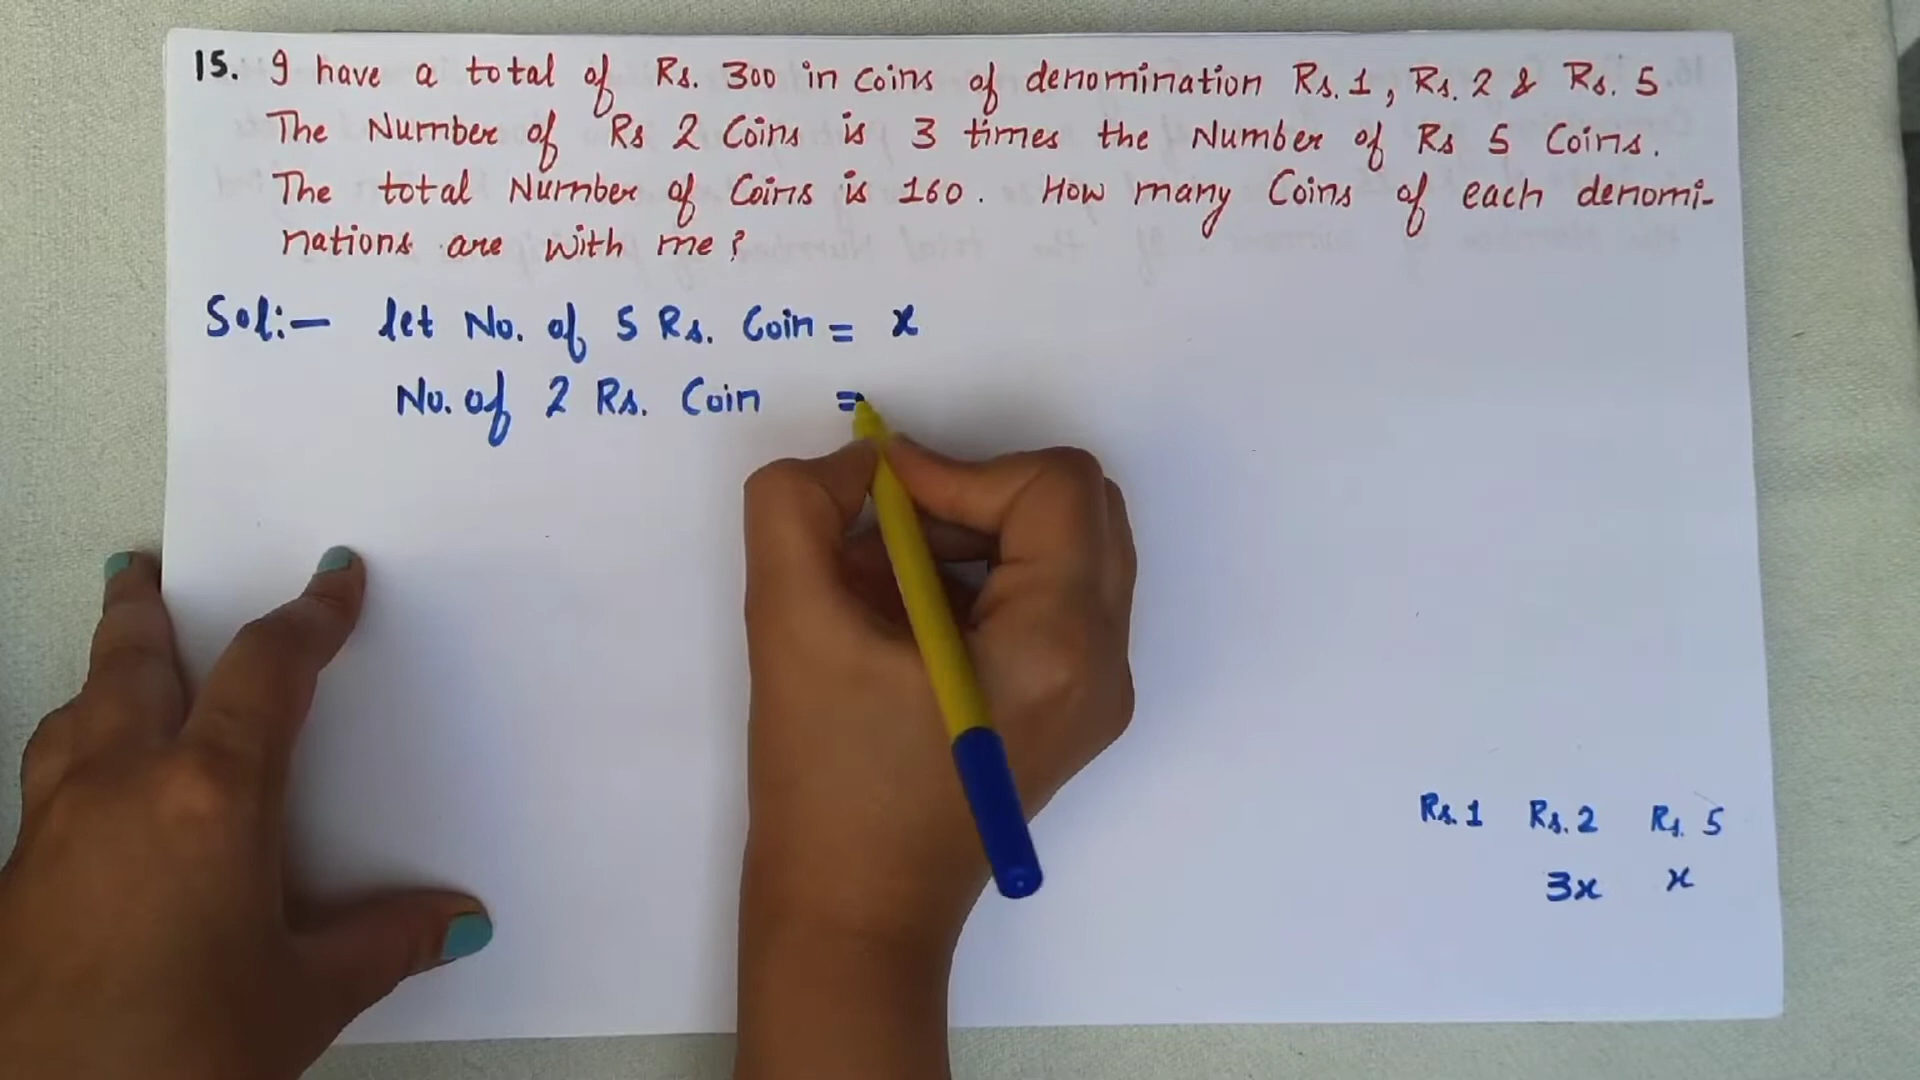 15. I have a total of Rs. 300 in coins of denomination Rs. 1, Rs. 2 & Rs. 5
The Number of Rs 2 Coins is 3 times the Number of Rs 5 Coins.
The total Number of Coins is 160. How many Coins of each denomi-
nations are with me?
Sol:- let No. of 5 Rs. Coin = x
No. of 2 Rs. Coin =
Rs. 1 Rs. 2 Rs. 5
3x x